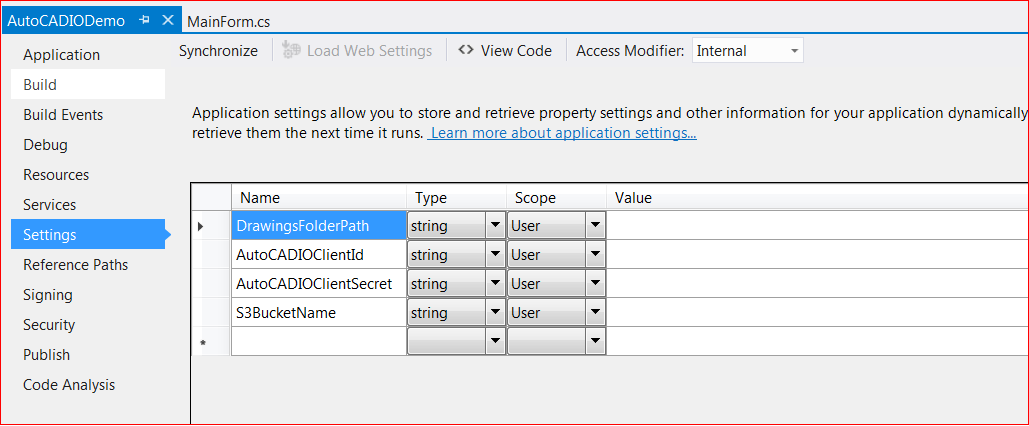 AutoCADIODemo MainForm.cs
Application
Build
Build Events
Debug
Resources
Services
Settings
Reference Paths
Signing
Security
Publish
Code Analysis
Synchronize Load Web Settings <> View Code Access Modifier: Internal
Application settings allow you to store and retrieve property settings and other information for your application dynamically
retrieve them the next time it runs. Learn more about application settings...
Name Type Scope Value
DrawingsFolderPath string User
AutoCADIOClientId string User
AutoCADIOClientSecret string User
S3BucketName string User
*